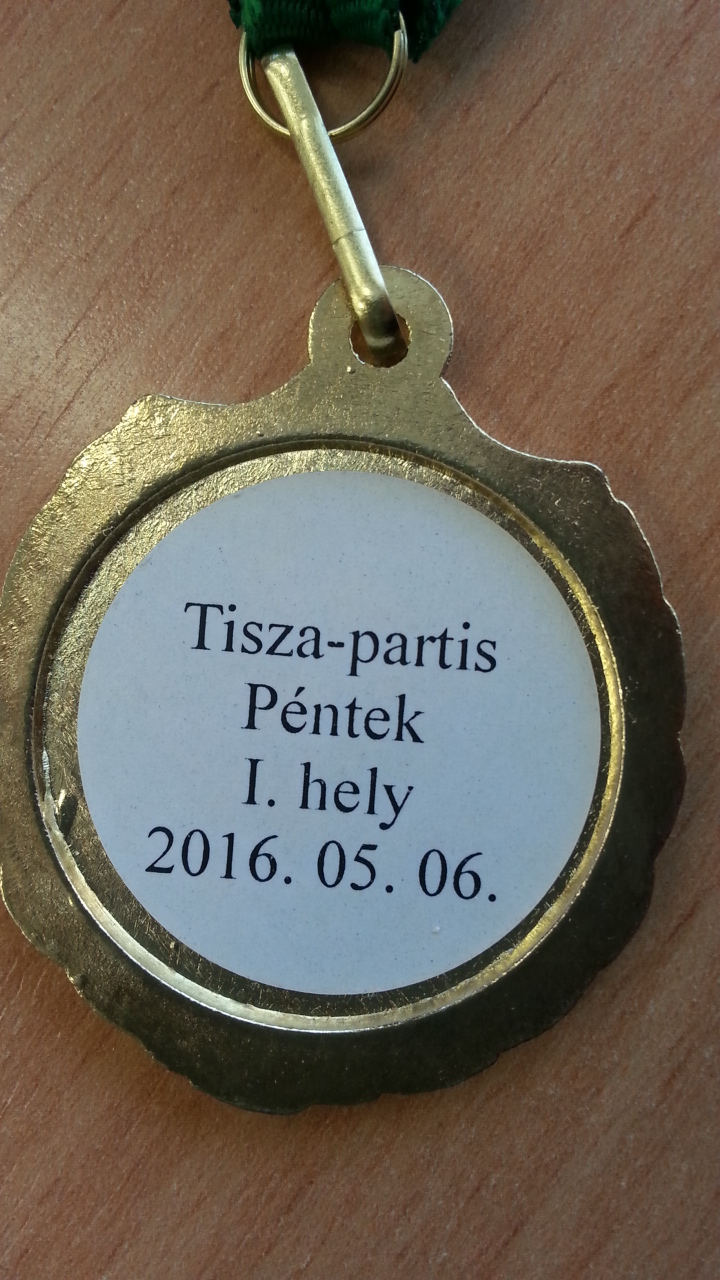 Tisza-partis
Péntek
I. hely
2016. 05. 06.